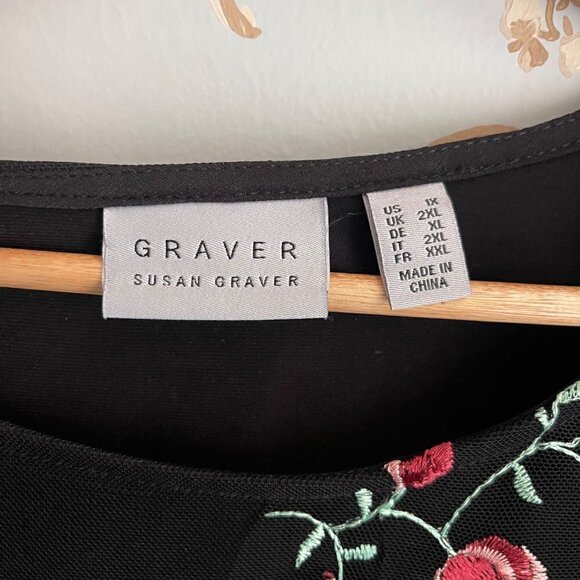 GRAVER
SUSAN GRAVER
US 1X
UK 2XL
DE XL
IT 2XL
FR XXL
MADE IN
CHINA